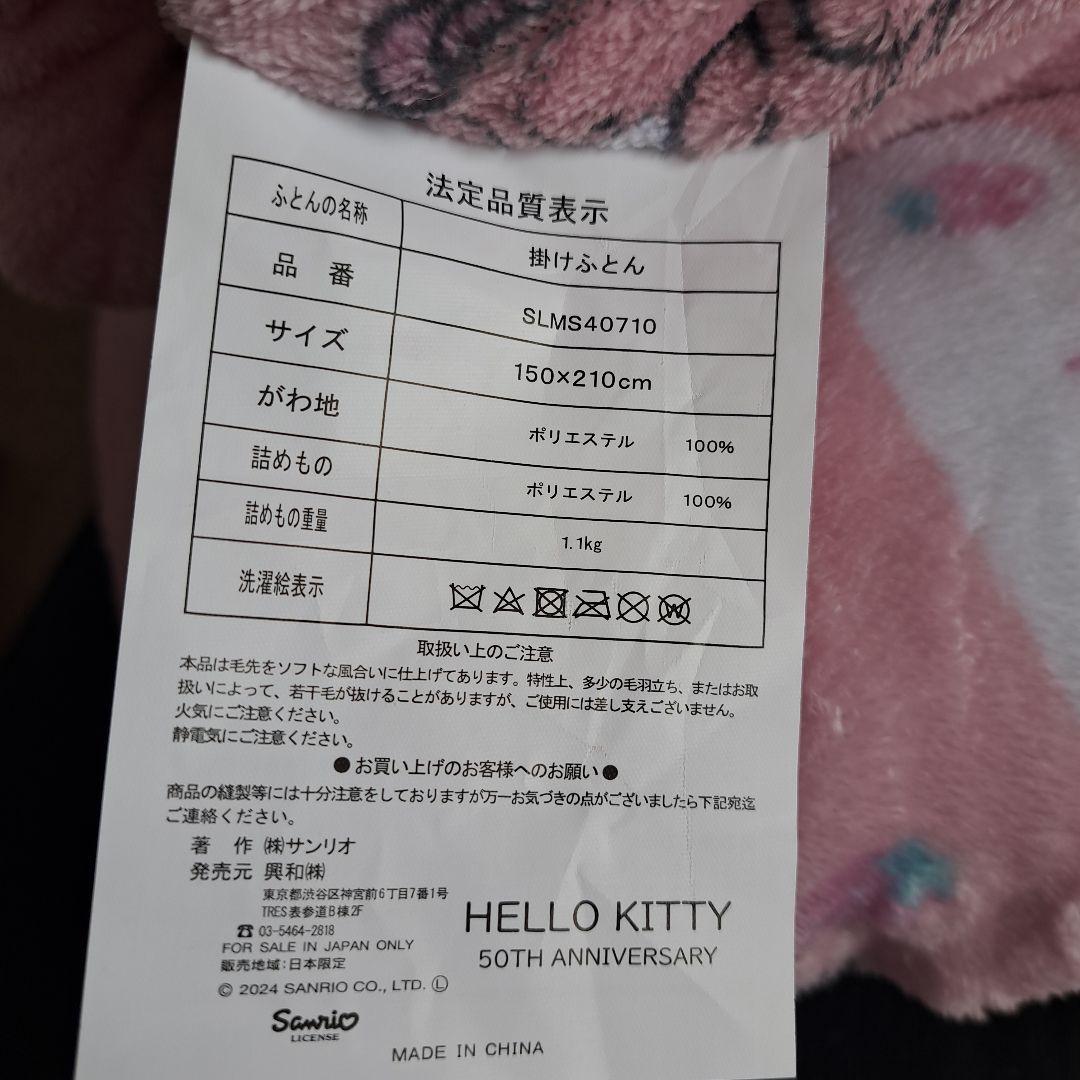 法定品質表示
ふとんの名称 掛けふとん
品 番 SLMS40710
サイズ 150×210cm
がわ地 ポリエステル 100%
詰めもの ポリエステル 100%
詰めもの重量 1.1kg
洗濯絵表示 W
取扱い上のご注意
本品は毛先をソフトな風合いに仕上げてあります。特性上、多少の毛羽立ち、またはお取
扱いによって、若干毛が抜けることがありますが、ご使用には差し支えございません。
火気にご注意ください。
静電気にご注意ください。
●お買い上げのお客様へのお願い●
商品の縫製等には十分注意をしておりますが万一お気づきの点がございましたら下記宛迄
ご連絡ください。
著 作 ㈱サンリオ
発売元 興和㈱
東京都渋谷区神宮前6丁目7番1号
TRES表参道B棟2F
☎ 03-5464-2818
FOR SALE IN JAPAN ONLY
販売地域:日本限定
© 2024 SANRIO CO., LTD. Ⓛ
HELLO KITTY
50TH ANNIVERSARY
Sanrio
LICENSE
MADE IN CHINA